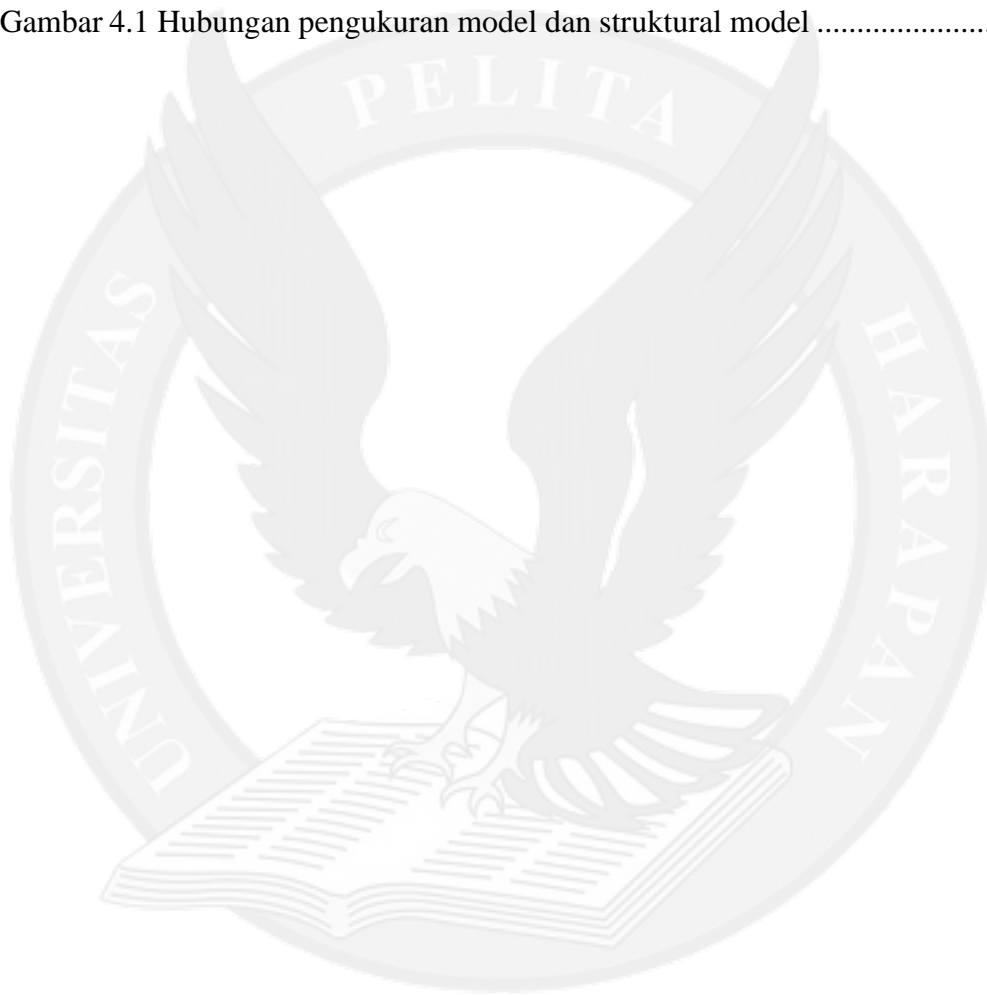 Gambar 4.1 Hubungan pengukuran model dan struktural model .....................
PELITA
UNIVERSITAS
HARAPAN